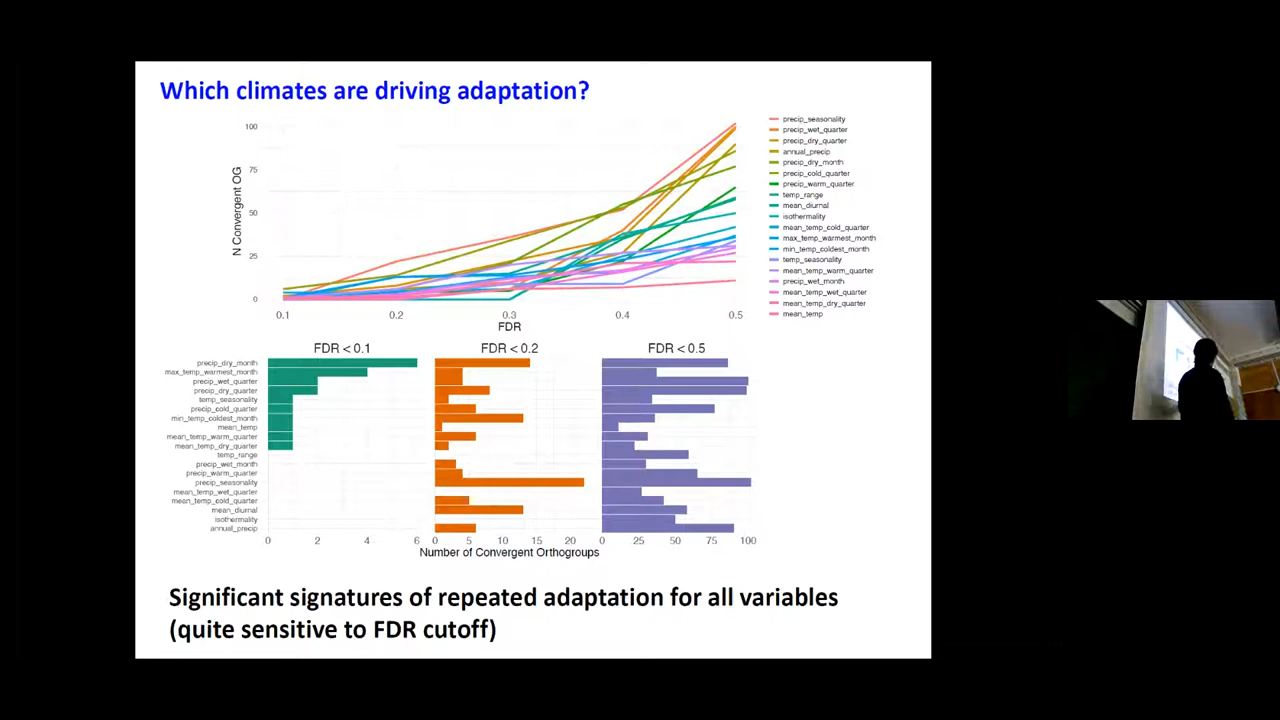 Which climates are driving adaptation?
100
75
50
25
0
N Convergent OG
0.1 0.2 0.3 0.4 0.5
FDR
precip_seasonality
precip_wet_quarter
precip_dry_quarter
annual_precip
precip_dry_month
precip_cold_quarter
precip_warm_quarter
temp_range
mean_diurnal
isothermality
mean_temp_cold_quarter
max_temp_warmest_month
min_temp_coldest_month
temp_seasonality
mean_temp_warm_quarter
precip_wet_month
mean_temp_wet_quarter
mean_temp_dry_quarter
mean_temp
FDR < 0.1 FDR < 0.2 FDR < 0.5
precip_dry_month
max_temp_warmest_month
precip_wet_quarter
precip_dry_quarter
temp_seasonality
precip_cold_quarter
min_temp_coldest_month
mean_temp
mean_temp_warm_quarter
mean_temp_dry_quarter
temp_range
precip_wet_month
precip_warm_quarter
precip_seasonality
mean_temp_wet_quarter
mean_temp_cold_quarter
mean_diurnal
isothermality
annual_precip
0 2 4 6 0 5 10 15 20 0 25 50 75 100
Number of Convergent Orthogroups
Significant signatures of repeated adaptation for all variables
(quite sensitive to FDR cutoff)